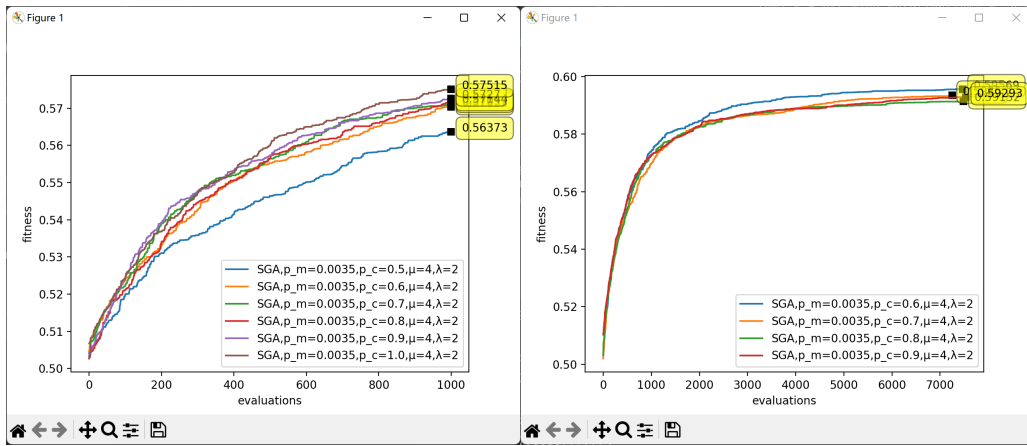 Figure 1
0.57515
0.5727
0.56373
0.57
0.56
0.55
0.54
0.53
0.52
0.51
0.50
fitness
SGA,p_m=0.0035,p_c=0.5,μ=4,λ=2
SGA,p_m=0.0035,p_c=0.6,μ=4,λ=2
SGA,p_m=0.0035,p_c=0.7,μ=4,λ=2
SGA,p_m=0.0035,p_c=0.8,μ=4,λ=2
SGA,p_m=0.0035,p_c=0.9,μ=4,λ=2
SGA,p_m=0.0035,p_c=1.0,μ=4,λ=2
0 200 400 600 800 1000
evaluations
Figure 1
0.59293
0.60
0.58
0.56
0.54
0.52
0.50
fitness
SGA,p_m=0.0035,p_c=0.6,μ=4,λ=2
SGA,p_m=0.0035,p_c=0.7,μ=4,λ=2
SGA,p_m=0.0035,p_c=0.8,μ=4,λ=2
SGA,p_m=0.0035,p_c=0.9,μ=4,λ=2
0 1000 2000 3000 4000 5000 6000 7000
evaluations